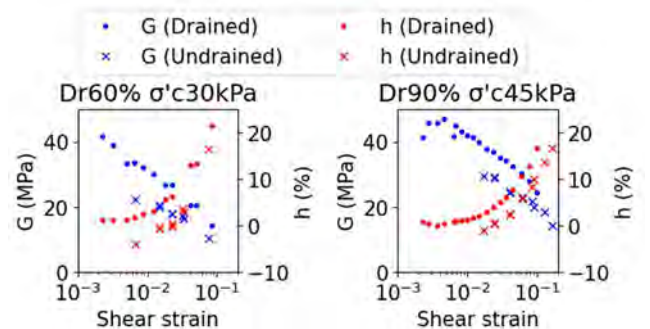 G (Drained) h (Drained)
G (Undrained) h (Undrained)
Dr60% σ'c30kPa Dr90% σ'c45kPa
40 20 40 20
G (MPa) 20 10 h (%) G (MPa) 20 10 h (%)
0 0
0 −10 0 −10
10⁻³ 10⁻² 10⁻¹ 10⁻³ 10⁻² 10⁻¹
Shear strain Shear strain